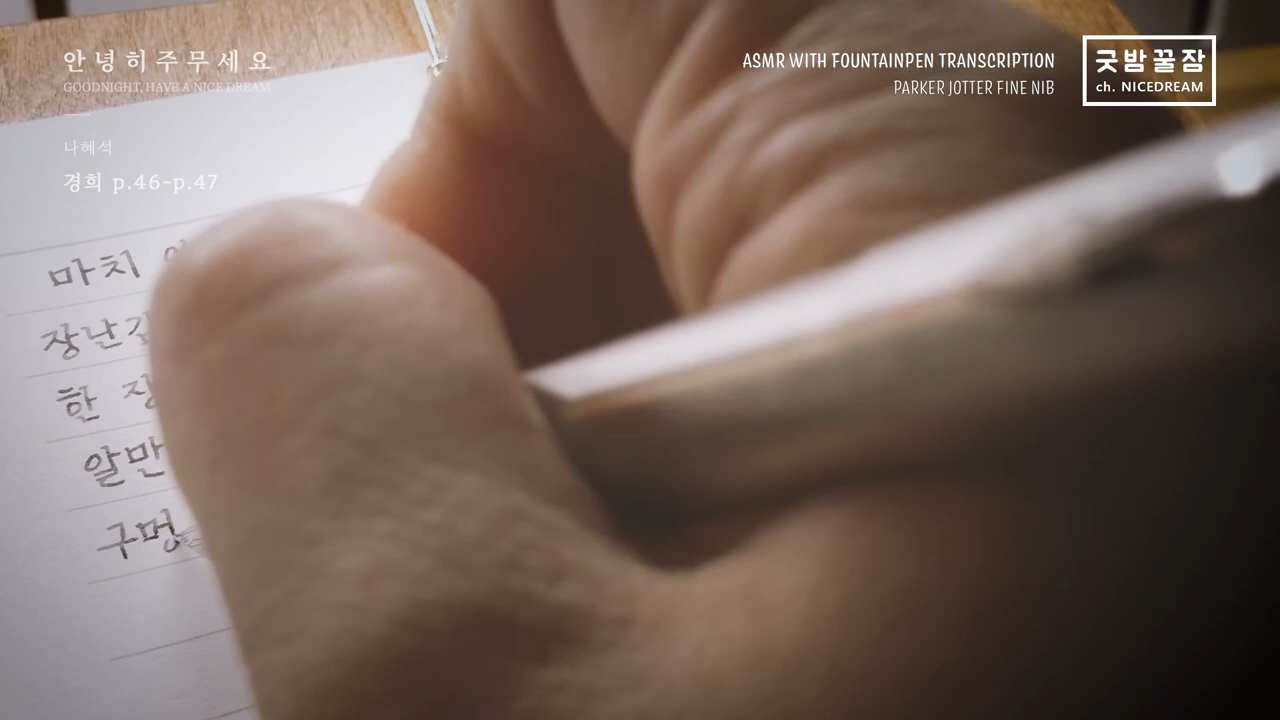 안녕히주무세요
GOODNIGHT, HAVE A NICE DREAM
나혜석
경희 p.46~p.47
ASMR WITH FOUNTAINPEN TRANSCRIPTION
PARKER JOTTER FINE NIB
굿밤꿀잠
ch. NICEDREAM
마치
장난감
한
알만
구멍